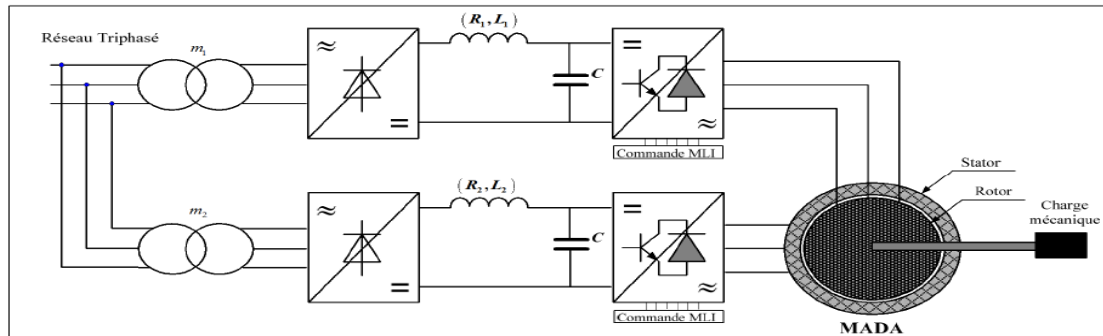 Réseau Triphasé
m₁
≈
=
(R₁, L₁)
C
=
≈
Commande MLI
m₂
≈
=
(R₂, L₂)
C
=
≈
Commande MLI
Stator
Rotor
Charge
mécanique
MADA